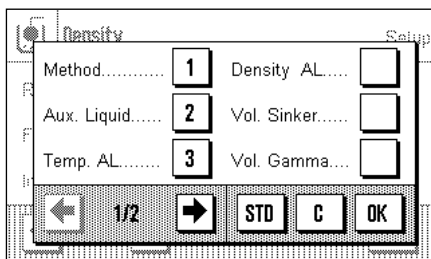 Density
Setup
Method............ 1 Density AL.....
Aux. Liquid...... 2 Vol. Sinker......
Temp. AL........ 3 Vol. Gamma....
1/2 STD C OK